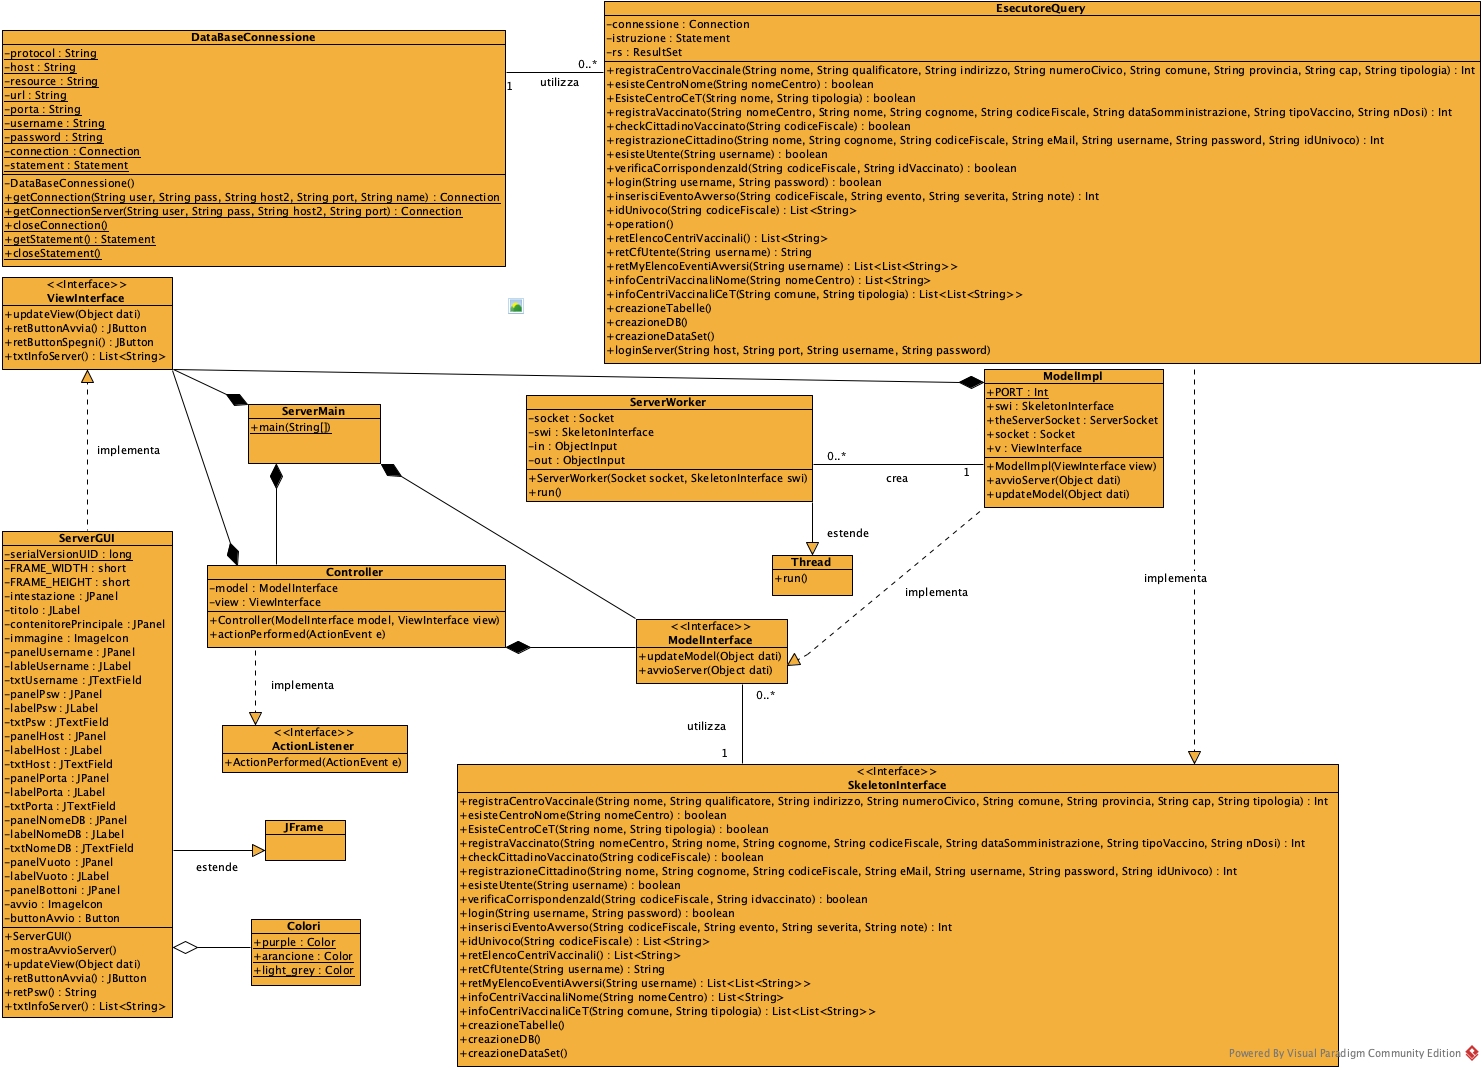 DataBaseConnessione
-protocol : String
-host : String
-resource : String
-url : String
-porta : String
-username : String
-password : String
-connection : Connection
-statement : Statement
-DataBaseConnessione()
+getConnection(String user, String pass, String host2, String port, String name) : Connection
+getConnectionServer(String user, String pass, String host2, String port) : Connection
+closeConnection()
+getStatement() : Statement
+closeStatement()
1
utilizza
0..*
EsecutoreQuery
-connessione : Connection
-istruzione : Statement
-rs : ResultSet
+registraCentroVaccinale(String nome, String qualificatore, String indirizzo, String numeroCivico, String comune, String provincia, String cap, String tipologia) : Int
+esisteCentroNome(String nomeCentro) : boolean
+EsisteCentroCeT(String nome, String tipologia) : boolean
+registraVaccinato(String nomeCentro, String nome, String cognome, String codiceFiscale, String dataSomministrazione, String tipoVaccino, String nDosi) : Int
+checkCittadinoVaccinato(String codiceFiscale) : boolean
+registrazioneCittadino(String nome, String cognome, String codiceFiscale, String eMail, String username, String password, String idUnivoco) : Int
+esisteUtente(String username) : boolean
+verificaCorrispondenzaId(String codiceFiscale, String idVaccinato) : boolean
+login(String username, String password) : boolean
+inserisciEventoAvverso(String codiceFiscale, String evento, String severita, String note) : Int
+idUnivoco(String codiceFiscale) : List<String>
+operation()
+retElencoCentriVaccinali() : List<String>
+retCfUtente(String username) : String
+retMyElencoEventiAvversi(String username) : List<List<String>>
+infoCentriVaccinaliNome(String nomeCentro) : List<String>
+infoCentriVaccinaliCeT(String comune, String tipologia) : List<List<String>>
+creazioneTabelle()
+creazioneDB()
+creazioneDataSet()
+loginServer(String host, String port, String username, String password)
<<Interface>>
ViewInterface
+updateView(Object dati)
+retButtonAvvia() : JButton
+retButtonSpegni() : JButton
+txtInfoServer() : List<String>
implementa
ServerMain
+main(String[])
ServerWorker
-socket : Socket
-swi : SkeletonInterface
-in : ObjectInput
-out : ObjectInput
+ServerWorker(Socket socket, SkeletonInterface swi)
+run()
0..*
crea
1
ModelImpl
+PORT : Int
+swi : SkeletonInterface
+theServerSocket : ServerSocket
+socket : Socket
+v : ViewInterface
+ModelImpl(ViewInterface view)
+avvioServer(Object dati)
+updateModel(Object dati)
estende
Thread
+run()
implementa
implementa
ServerGUI
-serialVersionUID : long
-FRAME_WIDTH : short
-FRAME_HEIGHT : short
-intestazione : JPanel
-titolo : JLabel
-contenitorePrincipale : JPanel
-immagine : ImageIcon
-panelUsername : JPanel
-lableUsername : JLabel
-txtUsername : JTextField
-panelPsw : JPanel
-labelPsw : JLabel
-txtPsw : JTextField
-panelHost : JPanel
-labelHost : JLabel
-txtHost : JTextField
-panelPorta : JPanel
-labelPorta : JLabel
-txtPorta : JTextField
-panelNomeDB : JPanel
-labelNomeDB : JLabel
-txtNomeDB : JTextField
-panelVuoto : JPanel
-labelVuoto : JLabel
-panelBottoni : JPanel
-avvio : ImageIcon
-buttonAvvio : Button
+ServerGUI()
-mostraAvvioServer()
+updateView(Object dati)
+retButtonAvvia() : JButton
+retPsw() : String
+txtInfoServer() : List<String>
Controller
-model : ModelInterface
-view : ViewInterface
+Controller(ModelInterface model, ViewInterface view)
+actionPerformed(ActionEvent e)
implementa
<<Interface>>
ActionListener
+ActionPerformed(ActionEvent e)
<<Interface>>
ModelInterface
+updateModel(Object dati)
+avvioServer(Object dati)
0..*
utilizza
1
JFrame
estende
Colori
+purple : Color
+arancione : Color
+light_grey : Color
<<Interface>>
SkeletonInterface
+registraCentroVaccinale(String nome, String qualificatore, String indirizzo, String numeroCivico, String comune, String provincia, String cap, String tipologia) : Int
+esisteCentroNome(String nomeCentro) : boolean
+EsisteCentroCeT(String nome, String tipologia) : boolean
+registraVaccinato(String nomeCentro, String nome, String cognome, String codiceFiscale, String dataSomministrazione, String tipoVaccino, String nDosi) : Int
+checkCittadinoVaccinato(String codiceFiscale) : boolean
+registrazioneCittadino(String nome, String cognome, String codiceFiscale, String eMail, String username, String password, String idUnivoco) : Int
+esisteUtente(String username) : boolean
+verificaCorrispondenzaId(String codiceFiscale, String idvaccinato) : boolean
+login(String username, String password) : boolean
+inserisciEventoAvverso(String codiceFiscale, String evento, String severita, String note) : Int
+idUnivoco(String codiceFiscale) : List<String>
+retElencoCentriVaccinali() : List<String>
+retCfUtente(String username) : String
+retMyElencoEventiAvversi(String username) : List<List<String>>
+infoCentriVaccinaliNome(String nomeCentro) : List<String>
+infoCentriVaccinaliCeT(String comune, String tipologia) : List<List<String>>
+creazioneTabelle()
+creazioneDB()
+creazioneDataSet()
Powered By Visual Paradigm Community Edition